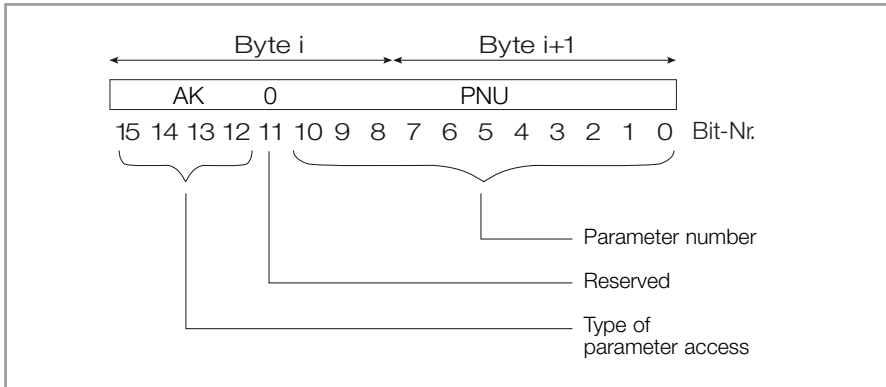 Byte i Byte i+1
AK 0 PNU
15 14 13 12 11 10 9 8 7 6 5 4 3 2 1 0 Bit-Nr.
Parameter number
Reserved
Type of
parameter access